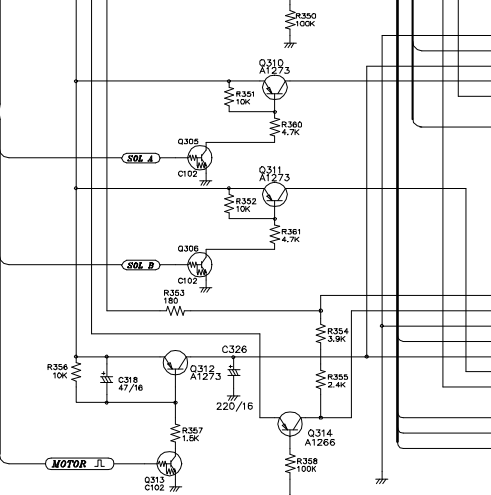 R350
100K
Q310
A1273
R351
10K
R360
4.7K
Q305
SOL A
C102
Q311
A1273
R352
10K
R361
4.7K
Q306
SOL B
C102
R353
180
R354
3.9K
C326
R356
10K
C318
47/16
Q312
A1273
R355
2.4K
220/16
R357
1.5K
Q314
A1266
MOTOR
R358
100K
Q313
C102